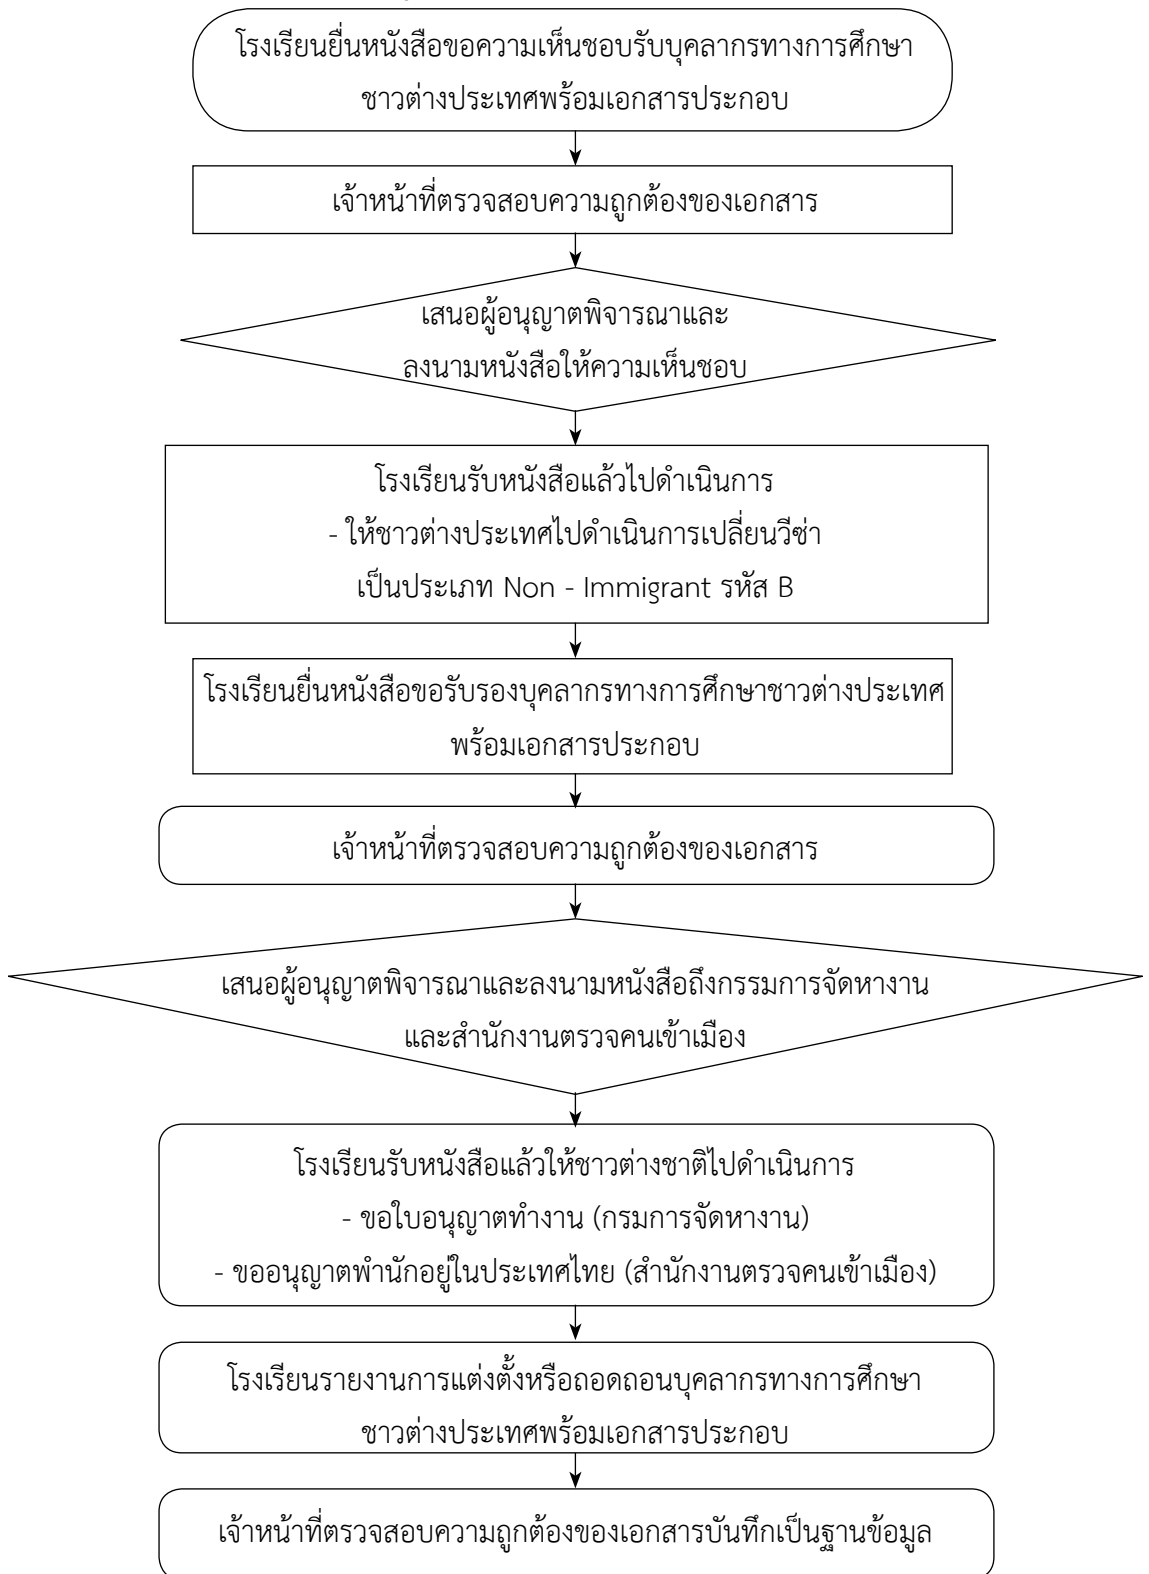 โรงเรียนยื่นหนังสือขอความเห็นชอบรับบุคลากรทางการศึกษา
ชาวต่างประเทศพร้อมเอกสารประกอบ
เจ้าหน้าที่ตรวจสอบความถูกต้องของเอกสาร
เสนอผู้อนุญาตพิจารณาและ
ลงนามหนังสือให้ความเห็นชอบ
โรงเรียนรับหนังสือแล้วไปดำเนินการ
- ให้ชาวต่างประเทศไปดำเนินการเปลี่ยนวีซ่า
เป็นประเภท Non - Immigrant รหัส B
โรงเรียนยื่นหนังสือขอรับรองบุคลากรทางการศึกษาชาวต่างประเทศ
พร้อมเอกสารประกอบ
เจ้าหน้าที่ตรวจสอบความถูกต้องของเอกสาร
เสนอผู้อนุญาตพิจารณาและลงนามหนังสือถึงกรรมการจัดหางาน
และสำนักงานตรวจคนเข้าเมือง
โรงเรียนรับหนังสือแล้วให้ชาวต่างชาติไปดำเนินการ
- ขอใบอนุญาตทำงาน (กรมการจัดหางาน)
- ขออนุญาตพำนักอยู่ในประเทศไทย (สำนักงานตรวจคนเข้าเมือง)
โรงเรียนรายงานการแต่งตั้งหรือถอดถอนบุคลากรทางการศึกษา
ชาวต่างประเทศพร้อมเอกสารประกอบ
เจ้าหน้าที่ตรวจสอบความถูกต้องของเอกสารบันทึกเป็นฐานข้อมูล